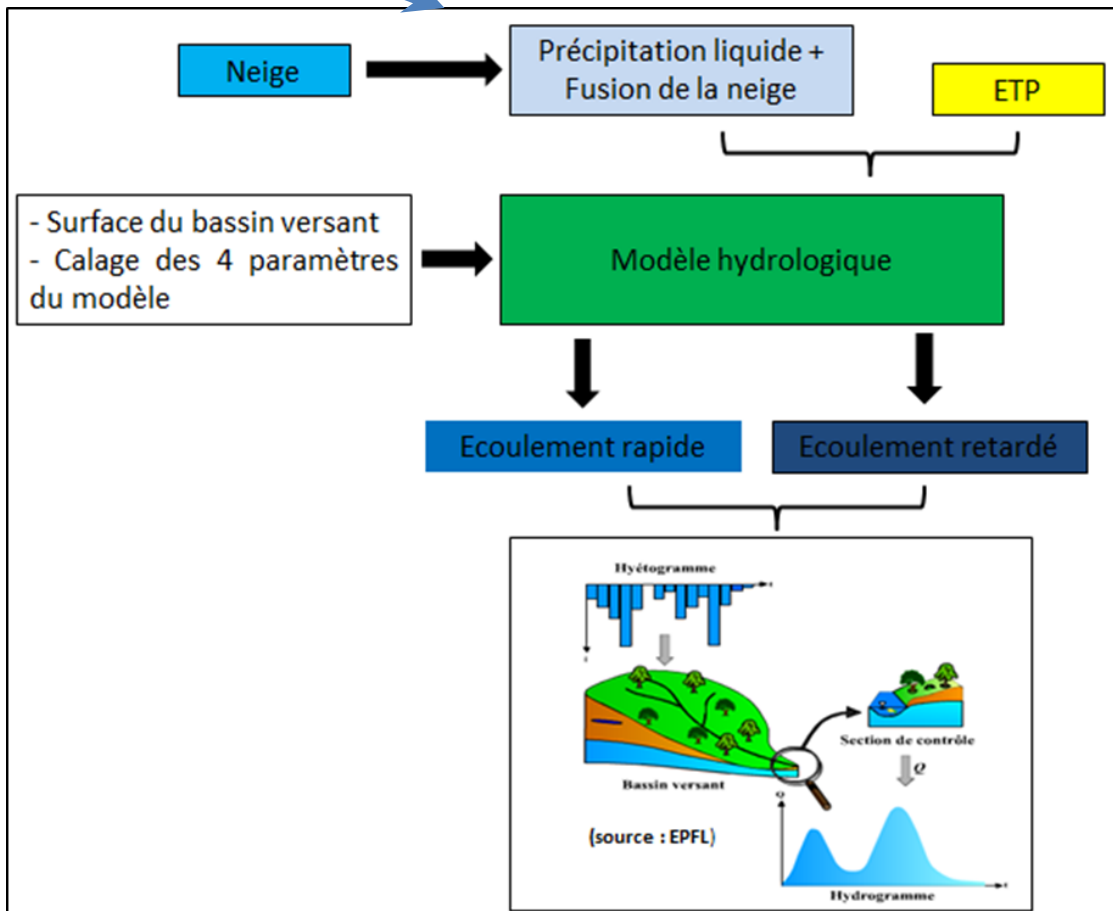 Neige
Précipitation liquide +
Fusion de la neige
ETP
- Surface du bassin versant
- Calage des 4 paramètres
du modèle
Modèle hydrologique
Ecoulement rapide
Ecoulement retardé
Hyétogramme
t
i
Section de contrôle
Q
Bassin versant
Q
(source : EPFL)
t
Hydrogramme